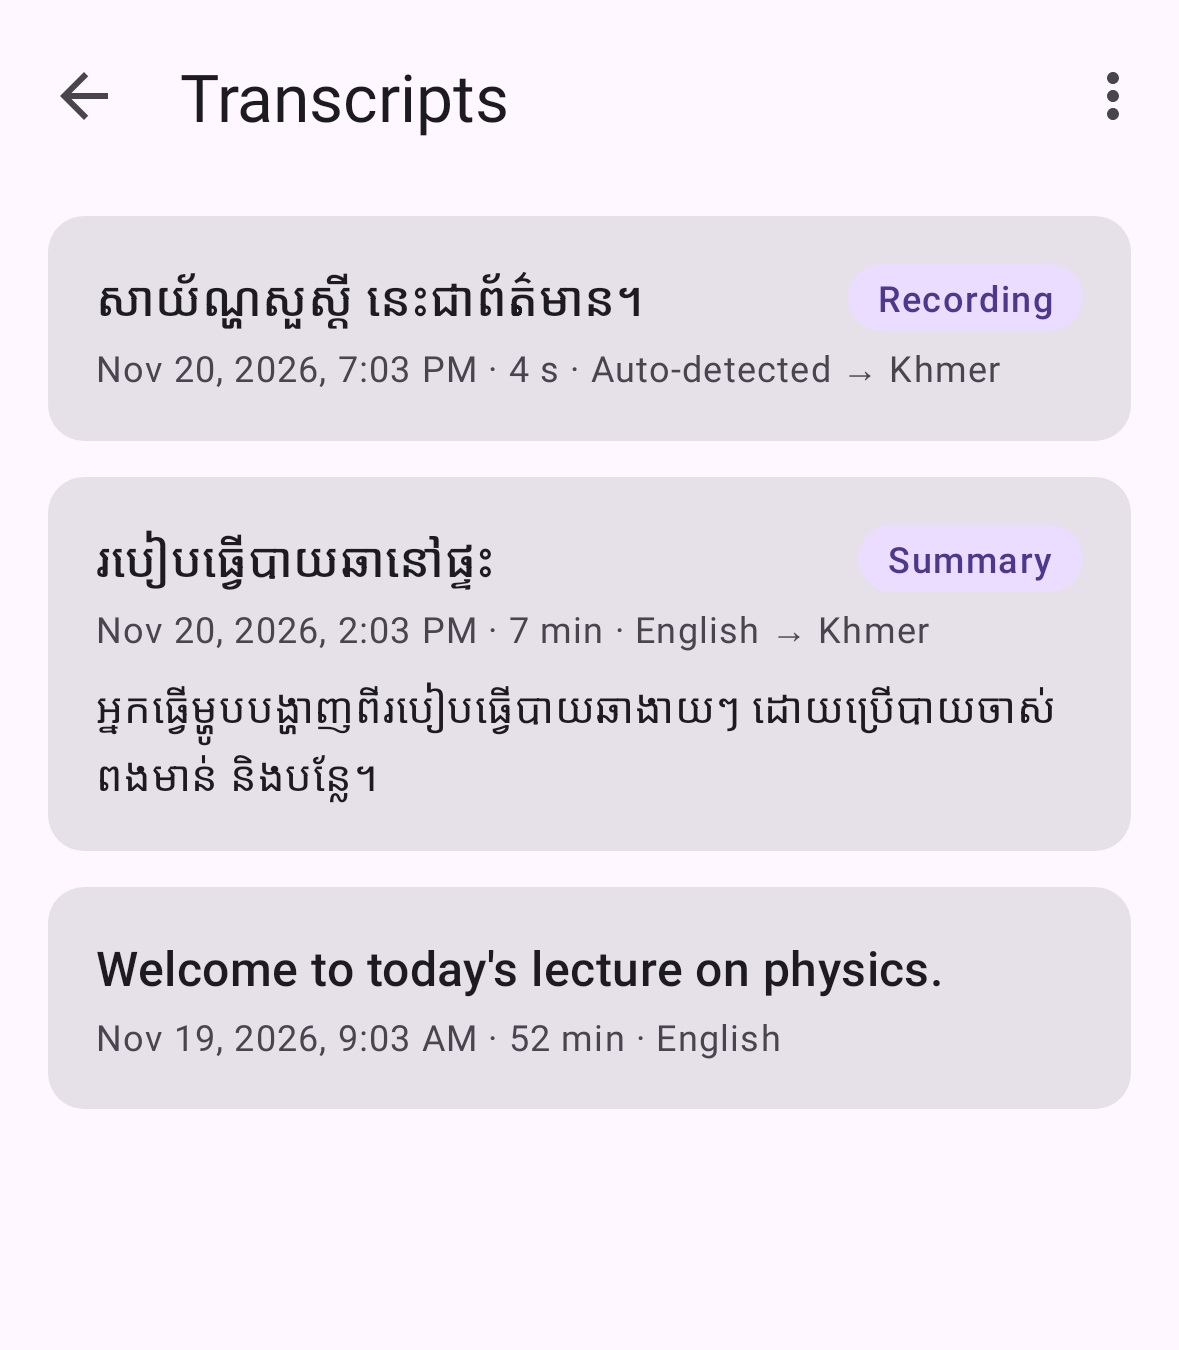 Transcripts
សាយ័ណ្ហសួស្តី នេះជាព័ត៌មាន។
Recording
Nov 20, 2026, 7:03 PM · 4 s · Auto-detected → Khmer
របៀបធ្វើបាយឆានៅផ្ទះ
Summary
Nov 20, 2026, 2:03 PM · 7 min · English → Khmer
អ្នកធ្វើម្ហូបបង្ហាញពីរបៀបធ្វើបាយឆាងាយៗ ដោយប្រើបាយចាស់
ពងមាន់ និងបន្លែ។
Welcome to today's lecture on physics.
Nov 19, 2026, 9:03 AM · 52 min · English